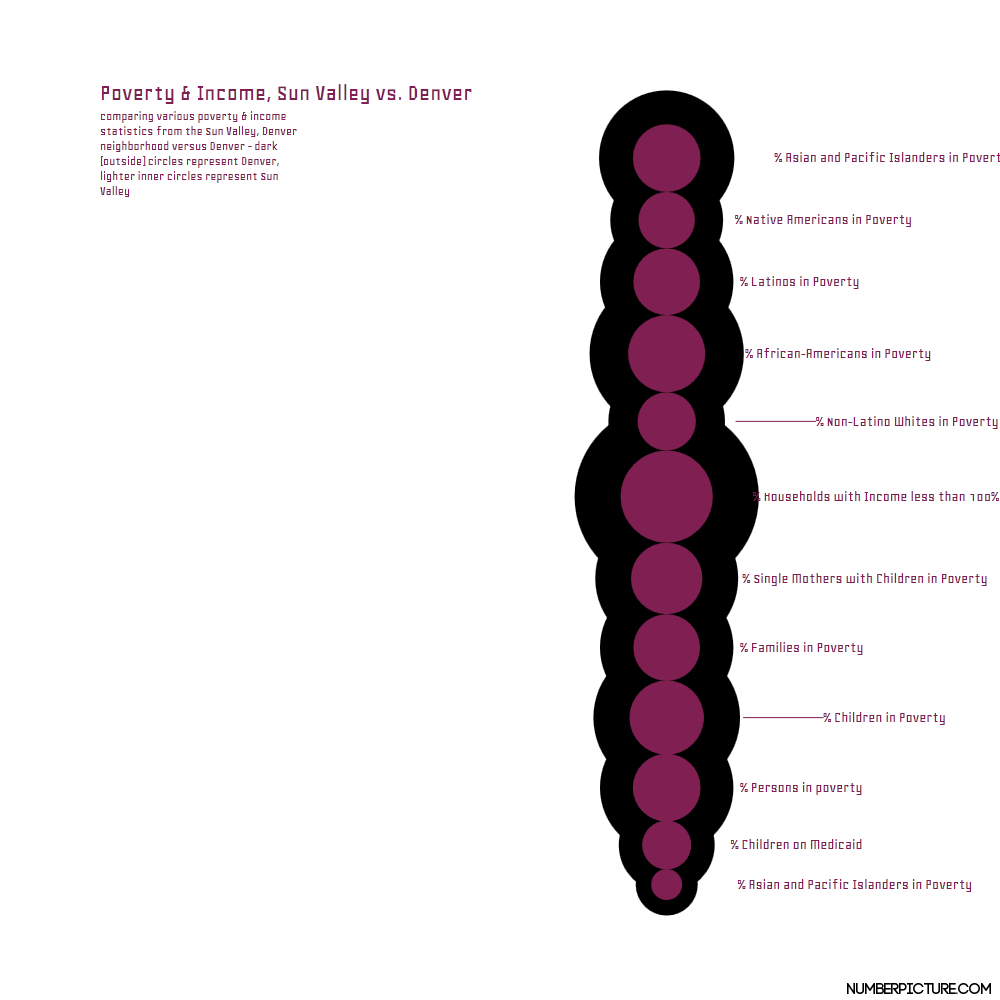 Poverty & Income, Sun Valley vs. Denver
comparing various poverty & income
statistics from the Sun Valley, Denver
neighborhood versus Denver - dark
(outside) circles represent Denver,
lighter inner circles represent Sun
Valley
% Asian and Pacific Islanders in Povert
% Native Americans in Poverty
% Latinos in Poverty
% African-Americans in Poverty
% Non-Latino Whites in Poverty
% Households with Income less than 100%
% Single Mothers with Children in Poverty
% Families in Poverty
% Children in Poverty
% Persons in poverty
% Children on Medicaid
% Asian and Pacific Islanders in Poverty
NUMBERPICTURE.COM